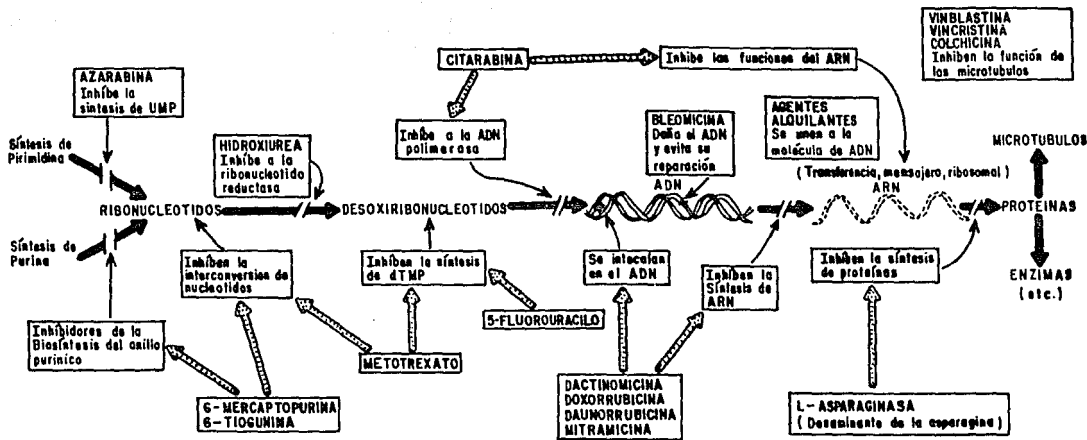 VINBLASTINA
VINCRISTINA
COLCHICINA
Inhiben la función de
los microtubulos
CITARABINA
Inhibe las funciones del ARN
AZARABINA
Inhíbe la
síntesis de UMP
Inhíbe a la ADN
polimerasa
BLEOMICINA
Daña el ADN
y evita su
reparación
AGENTES
ALQUILANTES
Se unen a la
molécula de ADN
HIDROXIUREA
Inhíbe a la
ribonucleotido
reductasa
Síntesis de
Pirimidina
MICROTUBULOS
(Transferencia, mensajero, ribosomal)
ARN
ADN
RIBONUCLEOTIDOS
DESOXIRIBONUCLEOTIDOS
PROTEINAS
Síntesis de
Purina
Inhiben la
interconversion de
nucleotidos
Inhiben la síntesis
de dTMP
Se intecalan
en el ADN
Inhiben la
Síntesis de
ARN
Inhiben la síntesis
de proteínas
ENZIMAS
(etc.)
5-FLUOROURACILO
Inhibidores de la
Biosíntesis del anillo
purínico
METOTREXATO
6-MERCAPTOPURINA
6-TIOGUNINA
DACTINOMICINA
DOXORRUBICINA
DAUNORRUBICINA
MITRAMICINA
L-ASPARAGINASA
(Desaminante de la asparagina)